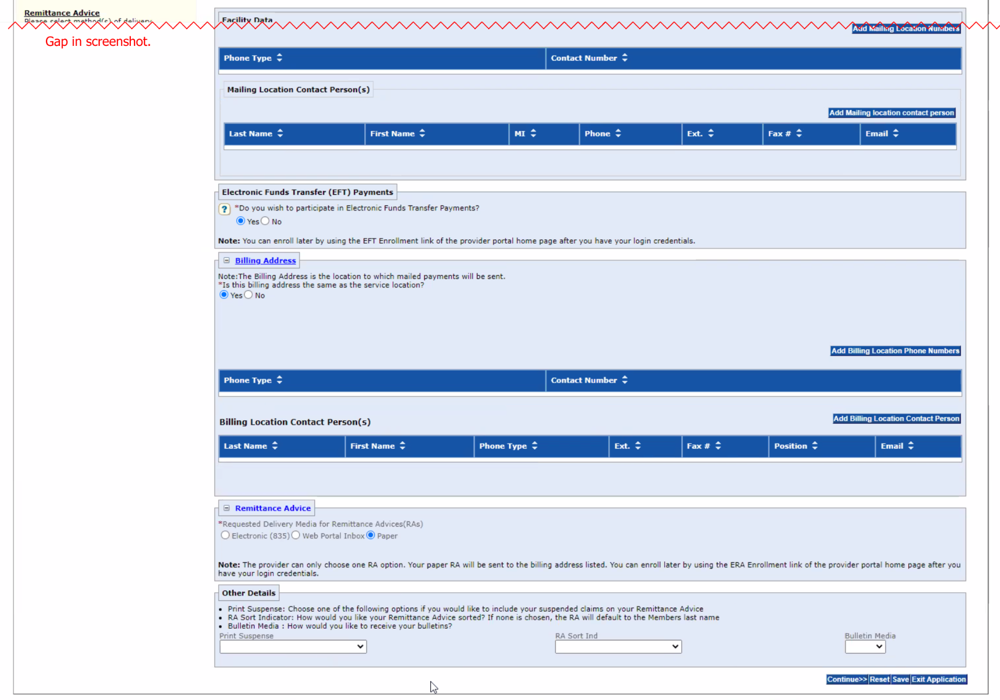 Remittance Advice
Please select method(s) of delivery
Gap in screenshot.
Facility Data
Add Mailing Location Numbers
Phone Type Contact Number
Mailing Location Contact Person(s)
Add Mailing location contact person
Last Name First Name MI Phone Ext. Fax # Email
Electronic Funds Transfer (EFT) Payments
? *Do you wish to participate in Electronic Funds Transfer Payments?
Yes No
Note: You can enroll later by using the EFT Enrollment link of the provider portal home page after you have your login credentials.
Billing Address
Note:The Billing Address is the location to which mailed payments will be sent.
*Is this billing address the same as the service location?
Yes No
Add Billing Location Phone Numbers
Phone Type Contact Number
Billing Location Contact Person(s)
Add Billing Location Contact Person
Last Name First Name Phone Type Ext. Fax # Position Email
Remittance Advice
*Requested Delivery Media for Remittance Advices(RAs)
Electronic (835) Web Portal Inbox Paper
Note: The provider can only choose one RA option. Your paper RA will be sent to the billing address listed. You can enroll later by using the ERA Enrollment link of the provider portal home page after you
have your login credentials.
Other Details
• Print Suspense: Choose one of the following options if you would like to include your suspended claims on your Remittance Advice
• RA Sort Indicator: How would you like your Remittance Advice sorted? If none is chosen, the RA will default to the Members last name
• Bulletin Media : How would you like to receive your bulletins?
Print Suspense RA Sort Ind Bulletin Media
Continue>> Reset Save Exit Application